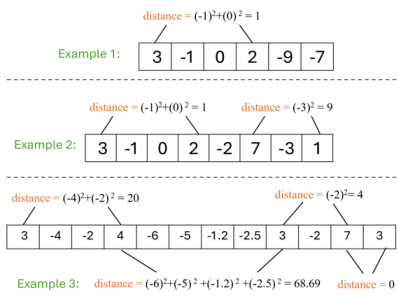 distance = (-1)²+(0) ² = 1
Example 1: 3 -1 0 2 -9 -7
distance = (-1)²+(0) ² = 1 distance = (-3)² = 9
Example 2: 3 -1 0 2 -2 7 -3 1
distance = (-4)²+(-2) ² = 20 distance = (-2)²= 4
3 -4 -2 4 -6 -5 -1.2 -2.5 3 -2 7 3
Example 3: distance = (-6)²+(-5) ² +(-1.2) ² +(-2.5)² = 68.69 distance = 0